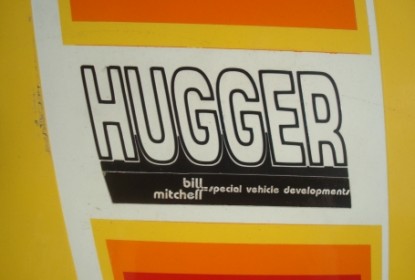 HUGGER
bill
mitchell = special vehicle developments